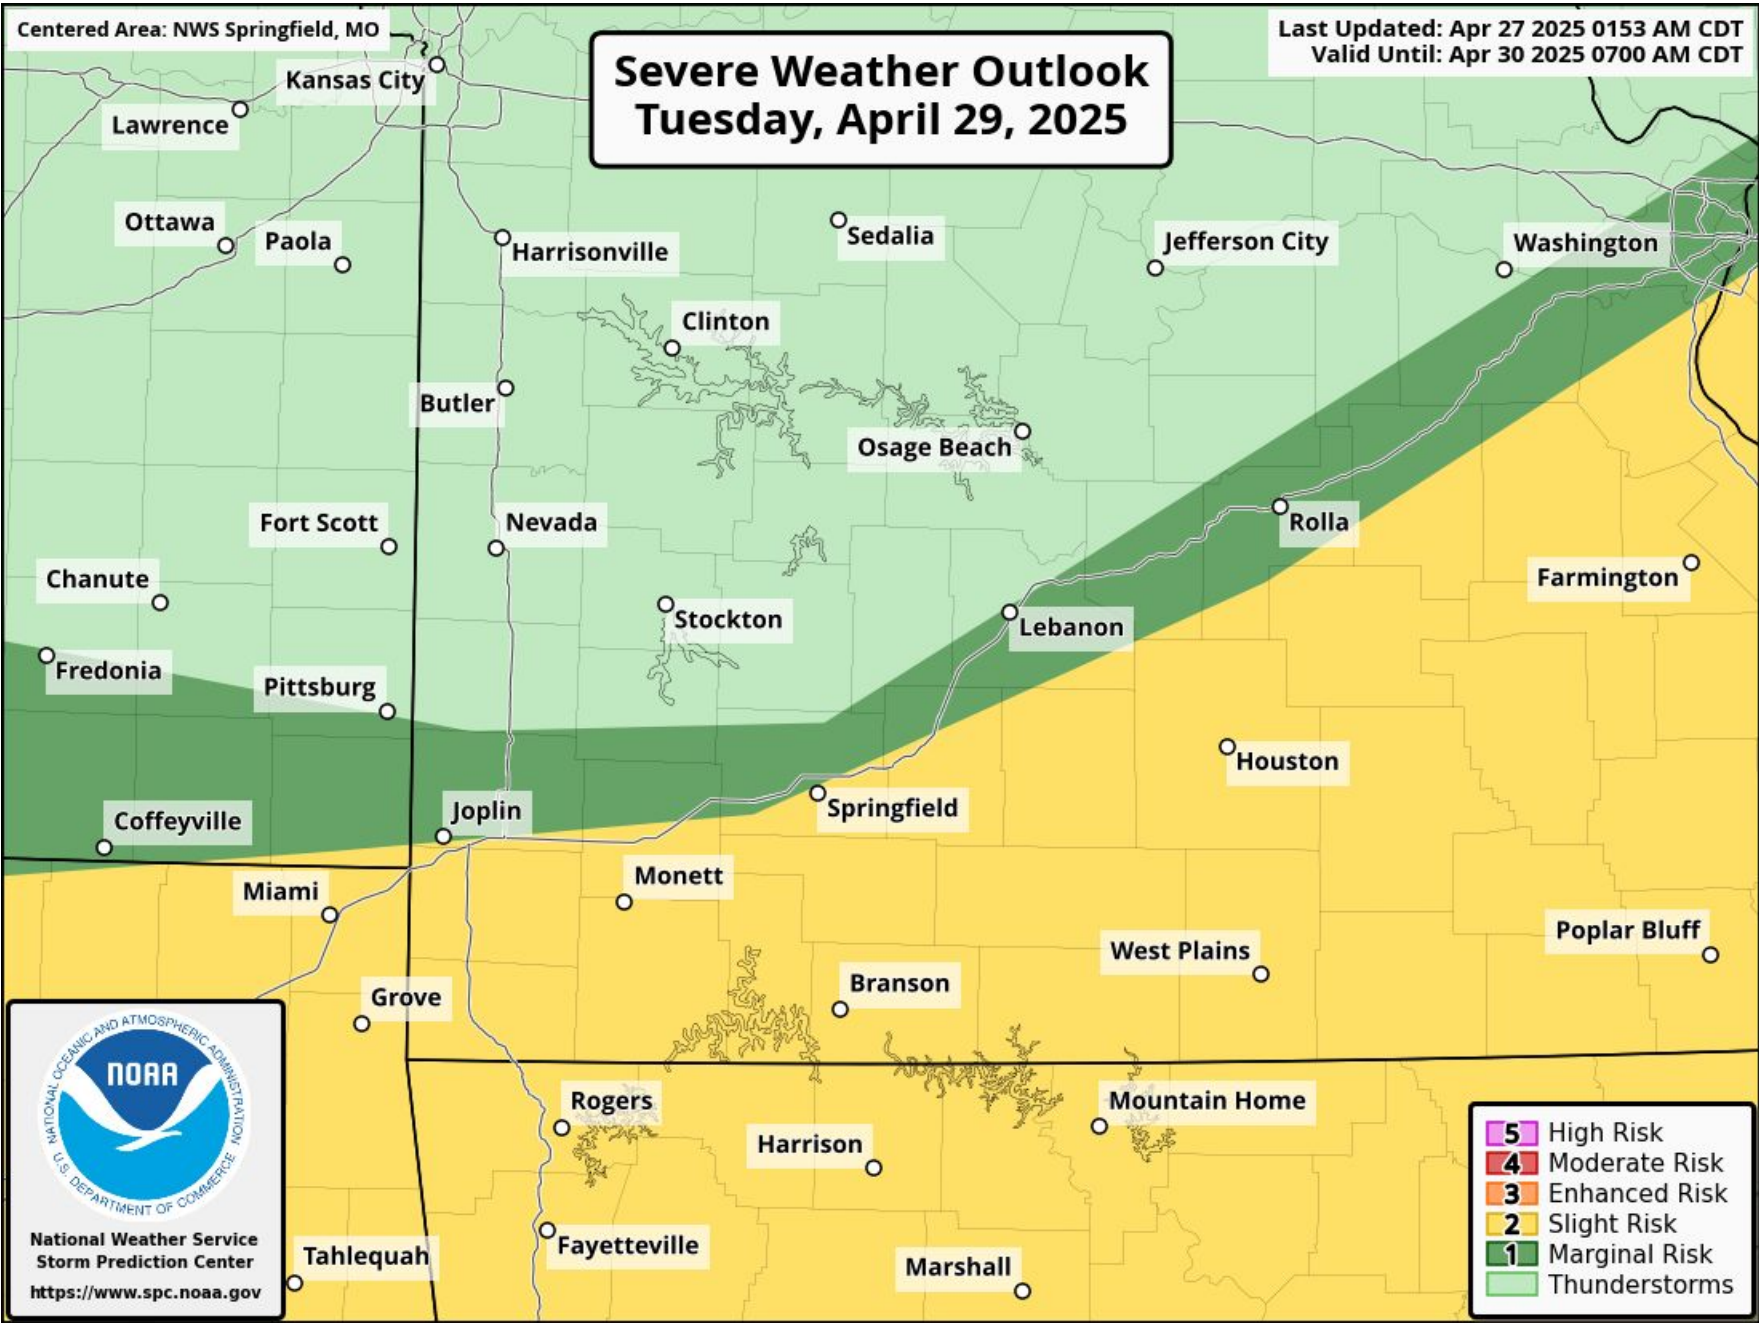 Centered Area: NWS Springfield, MO
Last Updated: Apr 27 2025 0153 AM CDT
Valid Until: Apr 30 2025 0700 AM CDT
Severe Weather Outlook
Tuesday, April 29, 2025
Kansas City
Lawrence
Ottawa
Paola
Harrisonville
Sedalia
Jefferson City
Washington
Clinton
Butler
Osage Beach
Fort Scott
Nevada
Rolla
Chanute
Farmington
Stockton
Lebanon
Fredonia
Pittsburg
Houston
Coffeyville
Joplin
Springfield
Miami
Monett
Poplar Bluff
West Plains
Branson
Grove
Rogers
Mountain Home
Harrison
Fayetteville
Tahlequah
Marshall
NATIONAL OCEANIC AND ATMOSPHERIC ADMINISTRATION
NOAA
U.S. DEPARTMENT OF COMMERCE
National Weather Service
Storm Prediction Center
https://www.spc.noaa.gov
5 High Risk
4 Moderate Risk
3 Enhanced Risk
2 Slight Risk
1 Marginal Risk
Thunderstorms